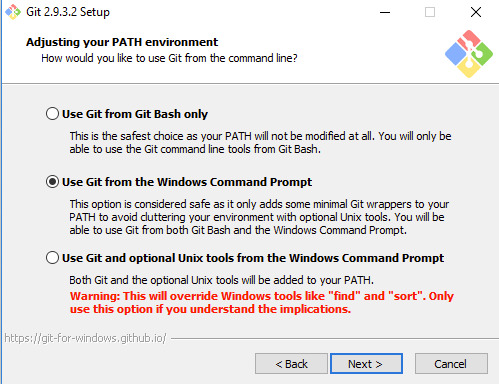 Git 2.9.3.2 Setup
Adjusting your PATH environment
How would you like to use Git from the command line?
Use Git from Git Bash only
This is the safest choice as your PATH will not be modified at all. You will only be
able to use the Git command line tools from Git Bash.
Use Git from the Windows Command Prompt
This option is considered safe as it only adds some minimal Git wrappers to your
PATH to avoid cluttering your environment with optional Unix tools. You will be
able to use Git from both Git Bash and the Windows Command Prompt.
Use Git and optional Unix tools from the Windows Command Prompt
Both Git and the optional Unix tools will be added to your PATH.
Warning: This will override Windows tools like "find" and "sort". Only
use this option if you understand the implications.
https://git-for-windows.github.io/
< Back
Next >
Cancel